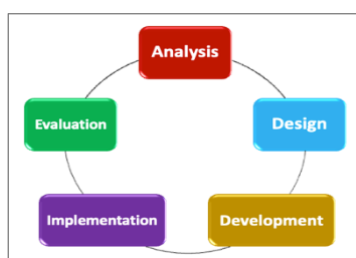 Analysis
Design
Development
Implementation
Evaluation